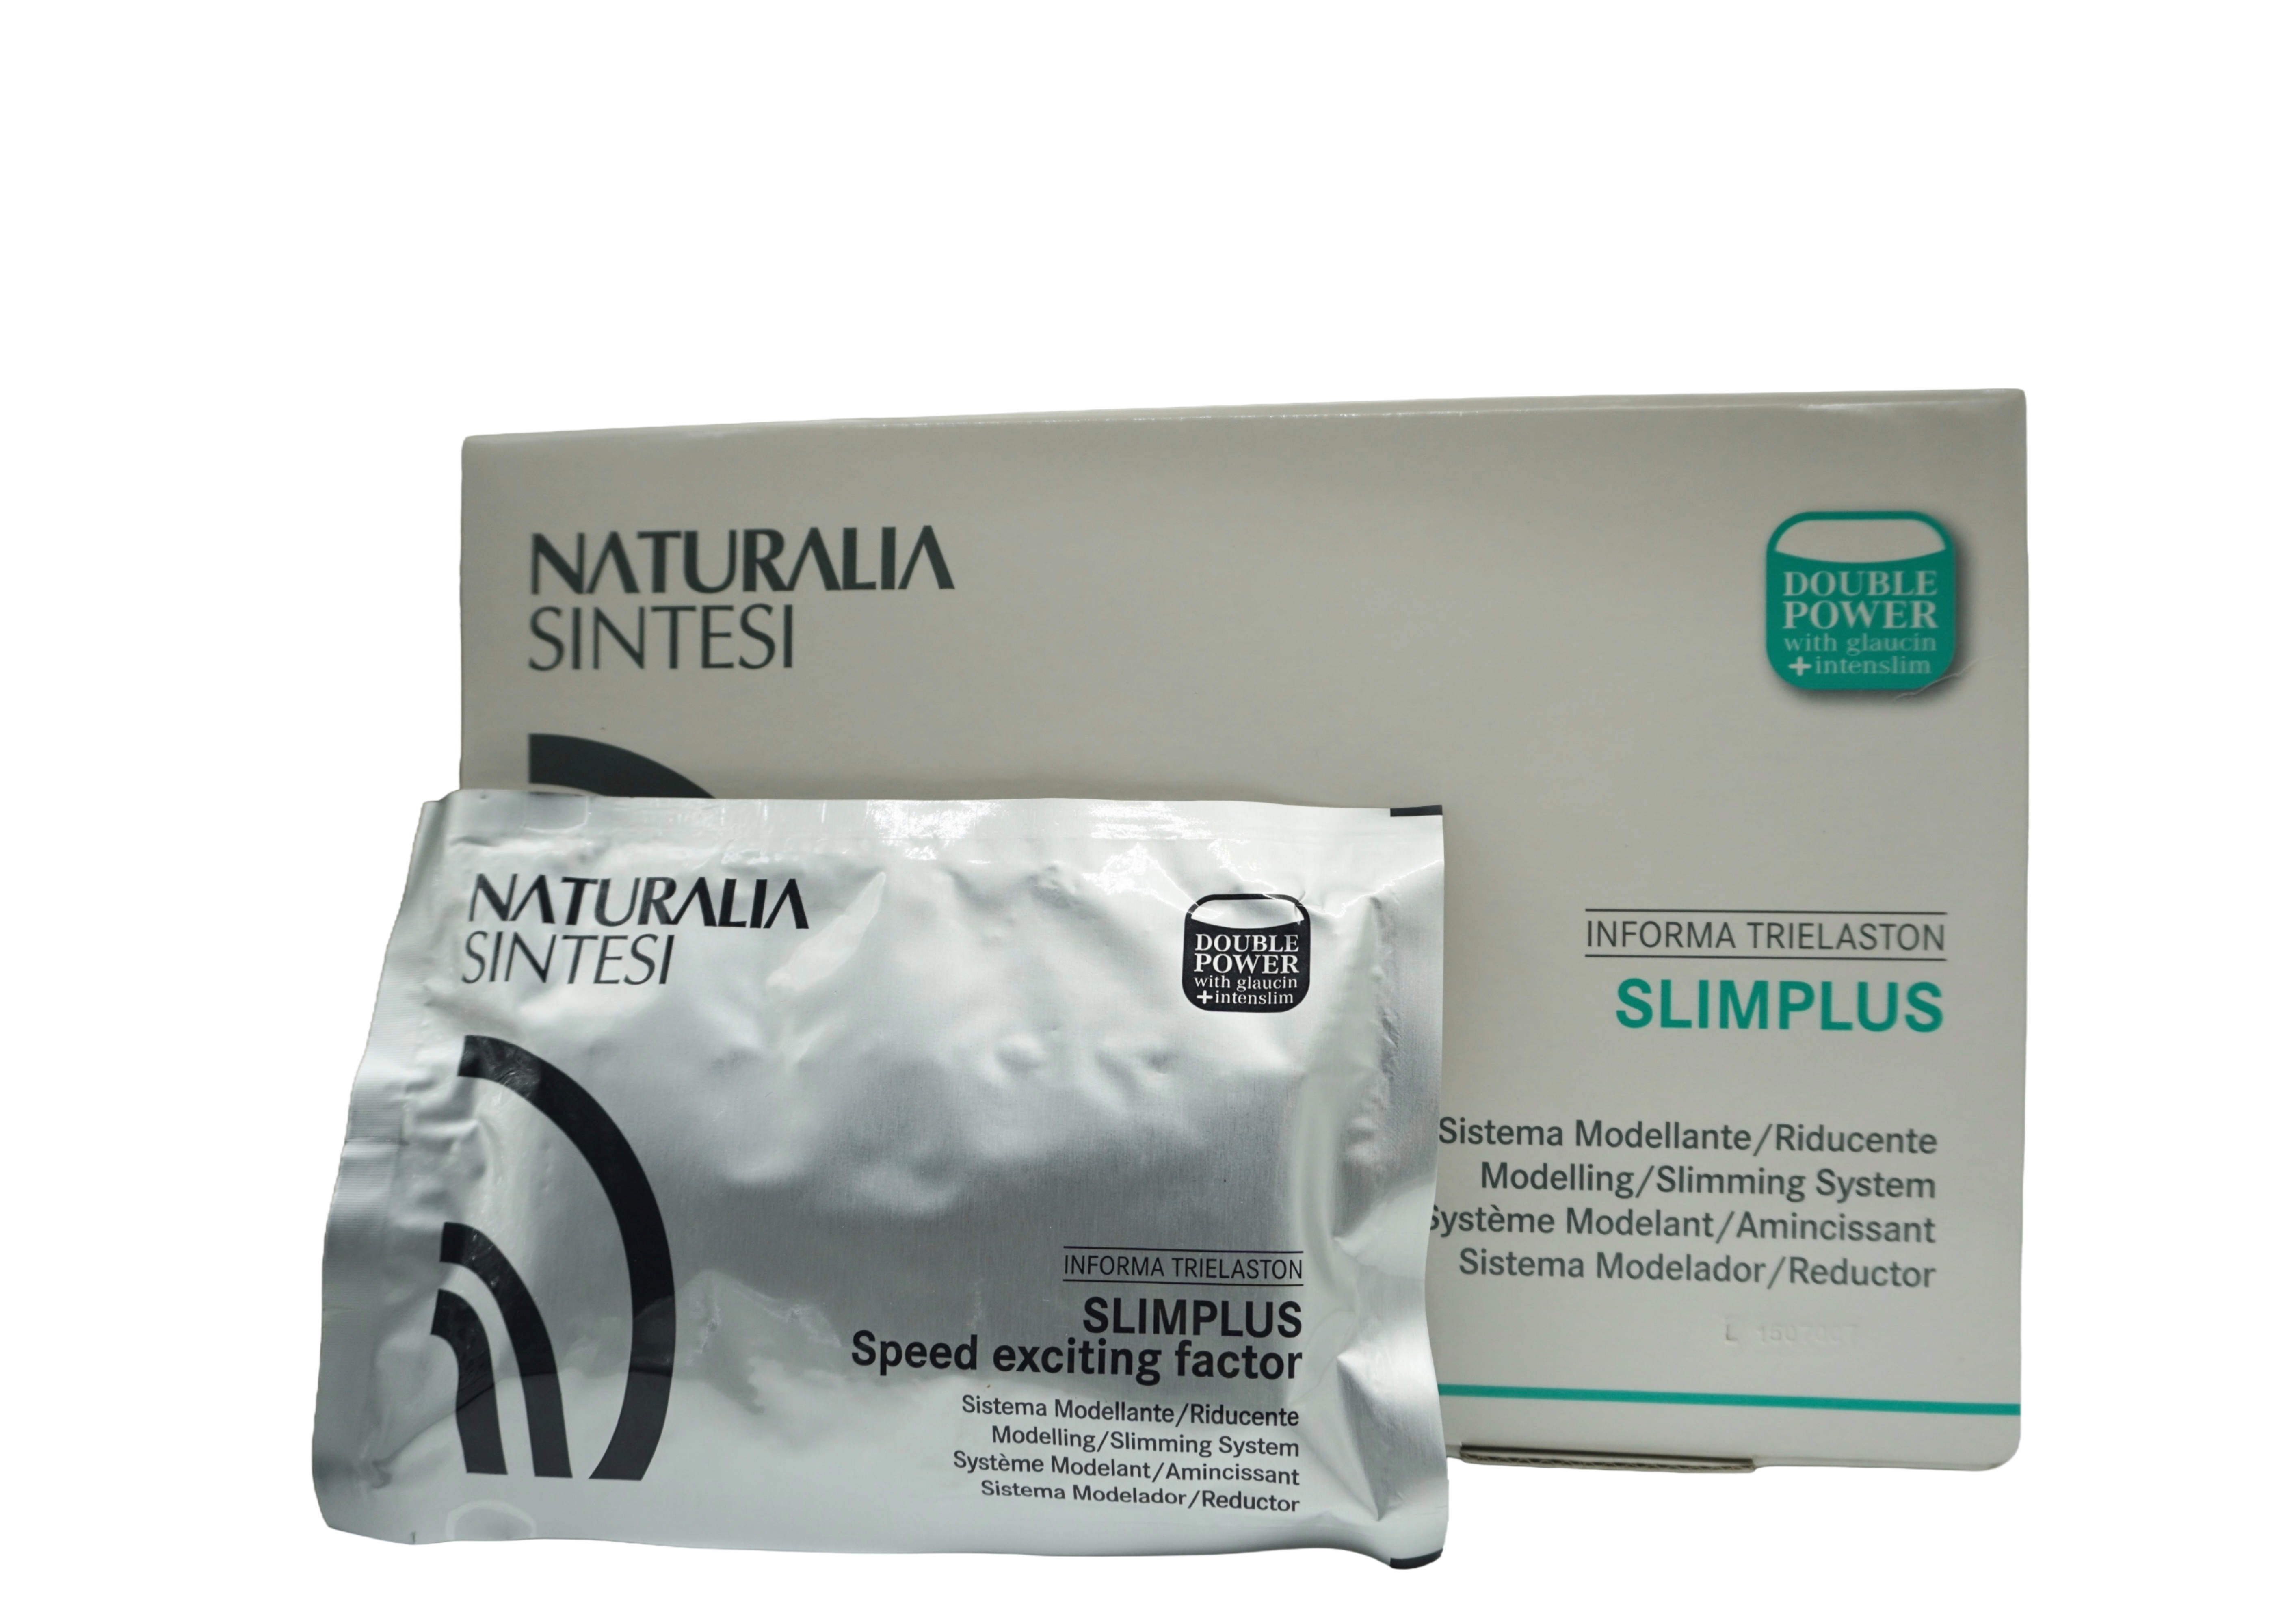 NATURALIA
SINTESI
DOUBLE
POWER
with glaucin
+intenslim
INFORMA TRIELASTON
SLIMPLUS
Sistema Modellante/Riducente
Modelling/Slimming System
Système Modelant/Amincissant
Sistema Modelador/Reductor
NATURALIA
SINTESI
DOUBLE
POWER
with glaucin
+intenslim
INFORMA TRIELASTON
SLIMPLUS
Speed exciting factor
Sistema Modellante/Riducente
Modelling/Slimming System
Système Modelant/Amincissant
Sistema Modelador/Reductor